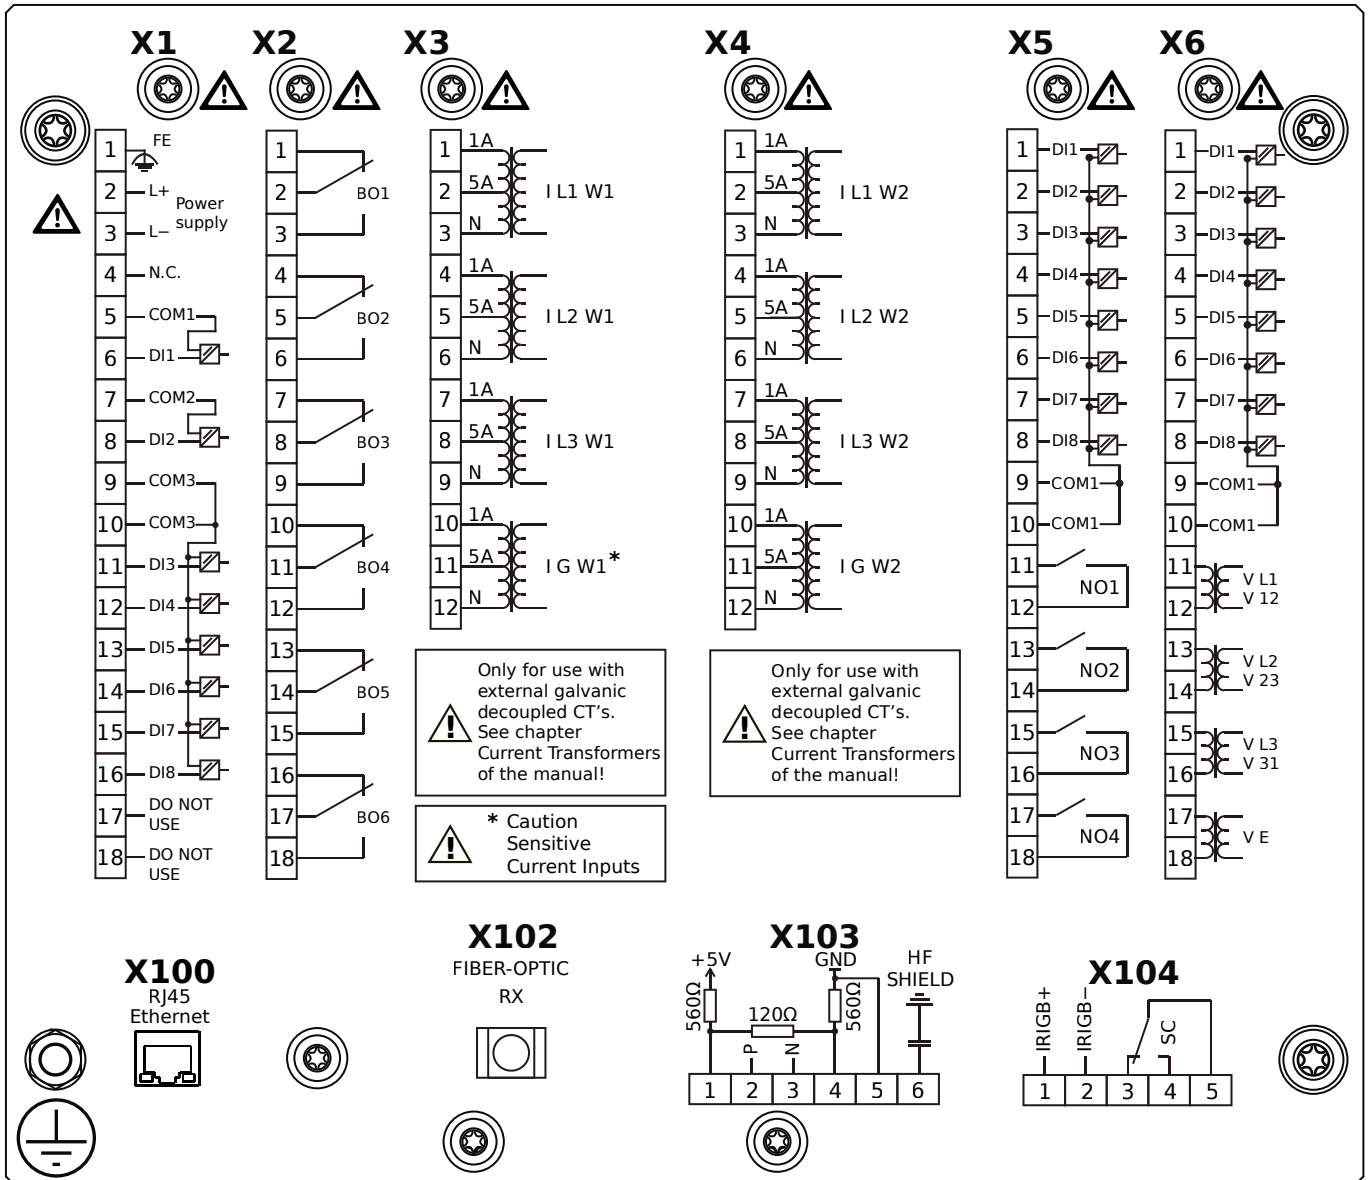 X1
1
FE
2
L+
Power
supply
3
L−
4
N.C.
5
COM1
6
DI1
7
COM2
8
DI2
9
COM3
10
COM3
11
DI3
12
DI4
13
DI5
14
DI6
15
DI7
16
DI8
17
DO NOT
USE
18
DO NOT
USE
X2
1
2
BO1
3
4
5
BO2
6
7
8
BO3
9
10
11
BO4
12
13
14
BO5
15
16
17
BO6
18
X3
1
1A
2
5A
I L1 W1
3
N
4
1A
5
5A
I L2 W1
6
N
7
1A
8
5A
I L3 W1
9
N
10
1A
11
5A
I G W1*
12
N
Only for use with
external galvanic
decoupled CT's.
See chapter
Current Transformers
of the manual!
* Caution
Sensitive
Current Inputs
X4
1
1A
2
5A
I L1 W2
3
N
4
1A
5
5A
I L2 W2
6
N
7
1A
8
5A
I L3 W2
9
N
10
1A
11
5A
I G W2
12
N
Only for use with
external galvanic
decoupled CT's.
See chapter
Current Transformers
of the manual!
X5
1
DI1
2
DI2
3
DI3
4
DI4
5
DI5
6
DI6
7
DI7
8
DI8
9
COM1
10
COM1
11
NO1
12
13
NO2
14
15
NO3
16
17
NO4
18
X6
1
DI1
2
DI2
3
DI3
4
DI4
5
DI5
6
DI6
7
DI7
8
DI8
9
COM1
10
COM1
11
V L1
V 12
12
13
V L2
V 23
14
15
V L3
V 31
16
17
V E
18
X100
RJ45
Ethernet
X102
FIBER-OPTIC
RX
X103
+5V
GND
HF
SHIELD
560Ω
120Ω
560Ω
P
N
1 2 3 4 5 6
X104
IRIGB+
IRIGB−
SC
1 2 3 4 5